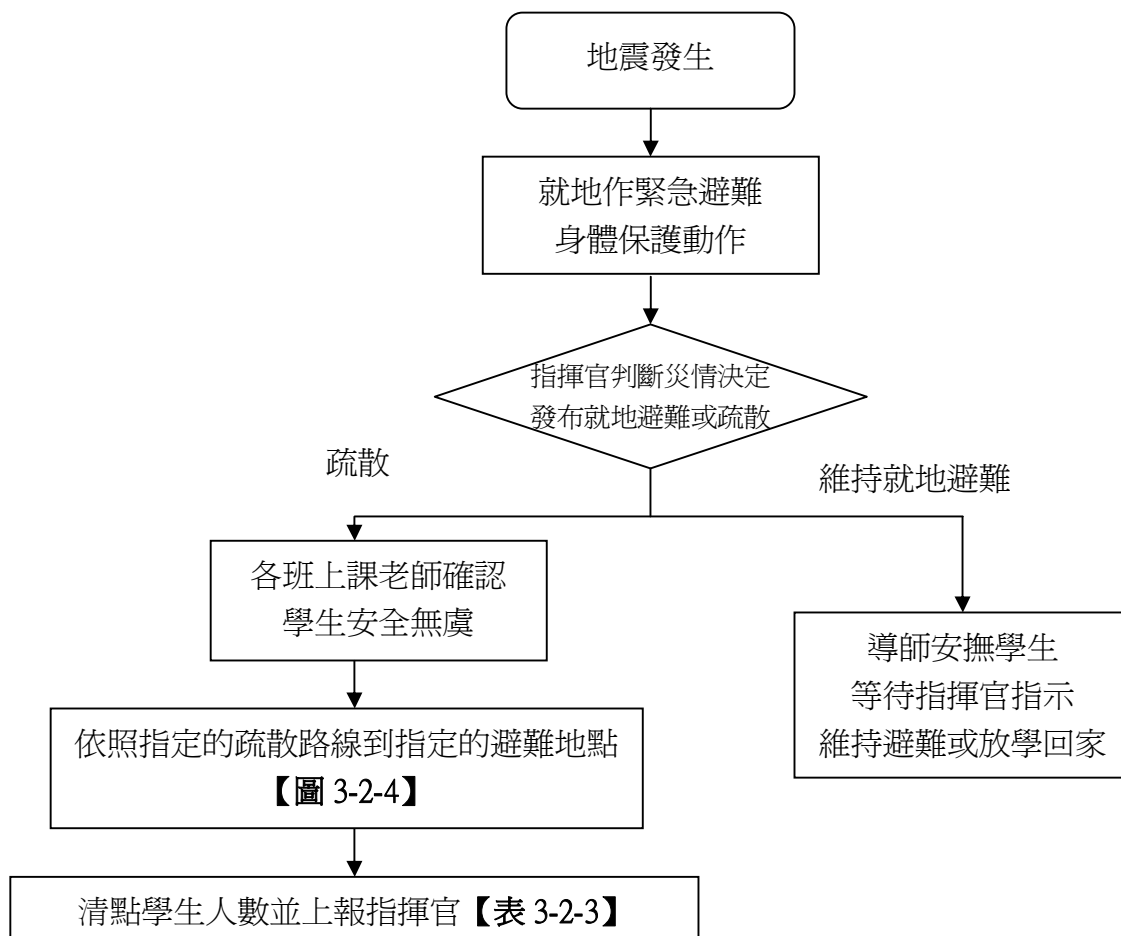 地震發生
就地作緊急避難
身體保護動作
指揮官判斷災情決定
發布就地避難或疏散
疏散
維持就地避難
各班上課老師確認
學生安全無虞
導師安撫學生
等待指揮官指示
維持避難或放學回家
依照指定的疏散路線到指定的避難地點
【圖 3-2-4】
清點學生人數並上報指揮官【表 3-2-3】